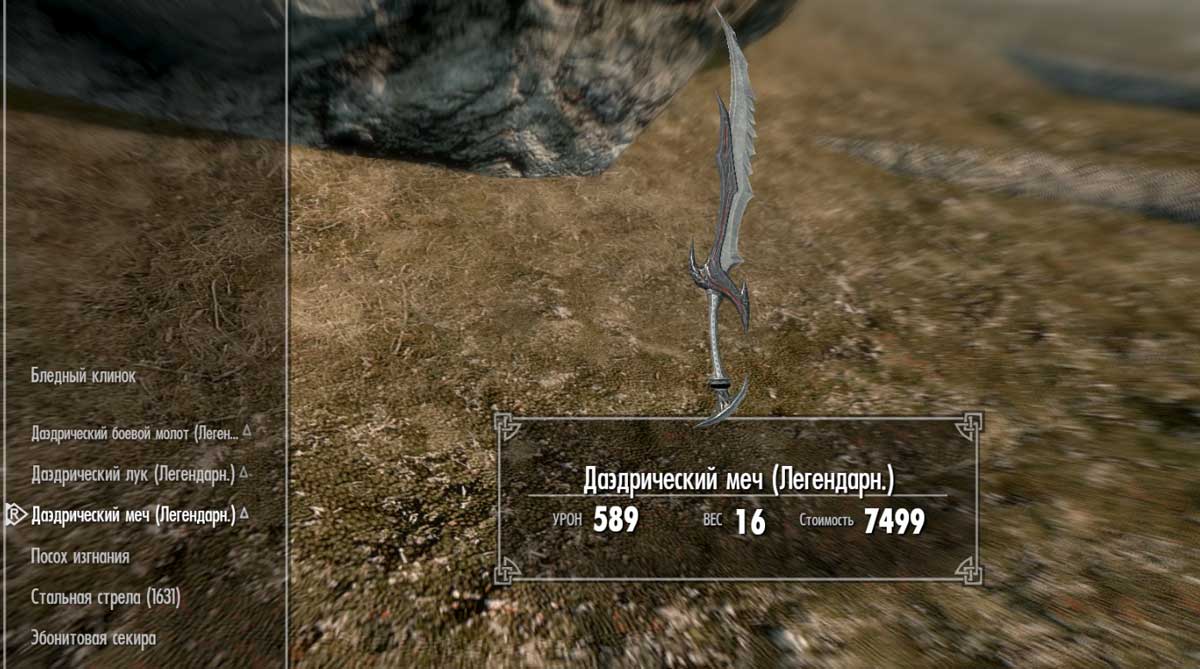 Бледный клинок
Даэдрический боевой молот (Леген...
Даэдрический лук (Легендарн.)
R Даэдрический меч (Легендарн.)
Посох изгнания
Стальная стрела (1631)
Эбонитовая секира
Даэдрический меч (Легендарн.)
УРОН 589 ВЕС 16 Стоимость 7499